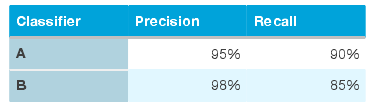 Classifier Precision Recall
A 95% 90%
B 98% 85%